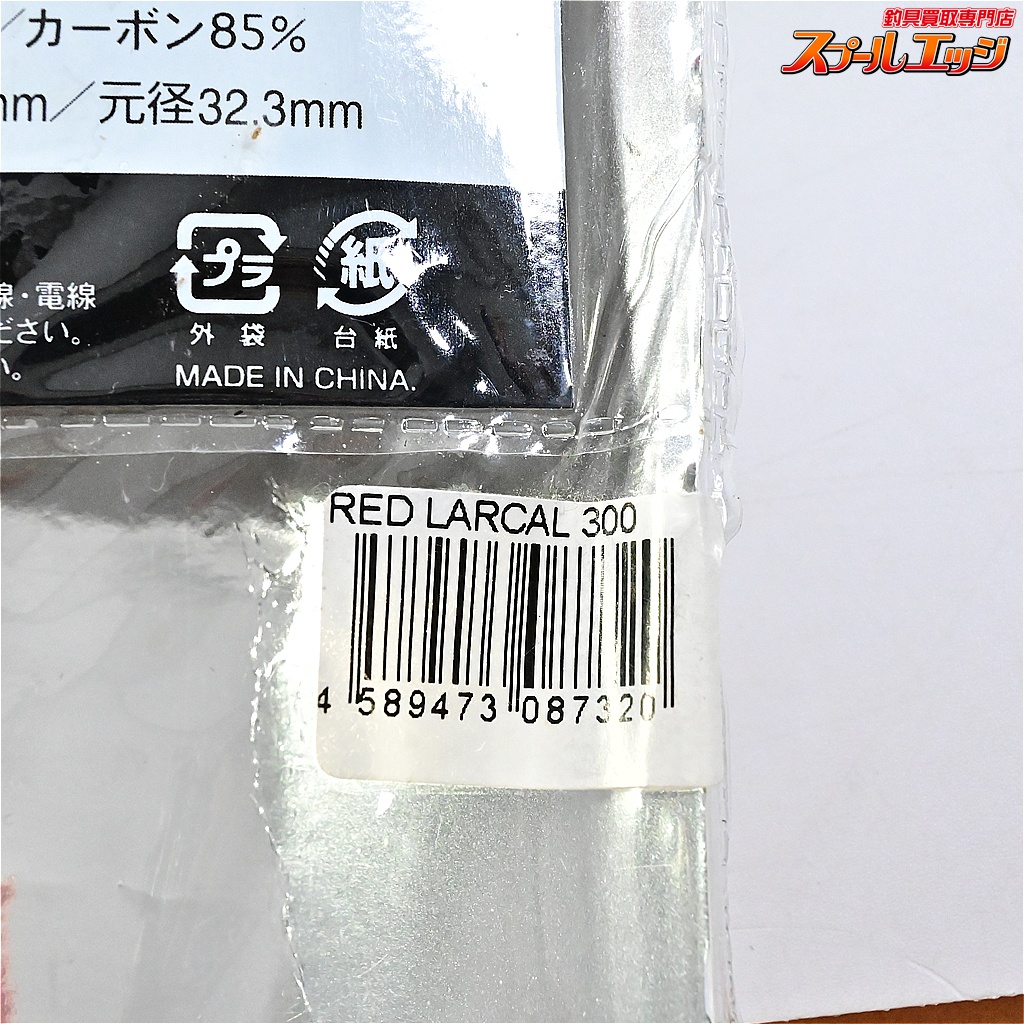 釣具買取専門店
スプールエッジ
／カーボン85%
mm／元径32.3mm
プラ
紙
線・電線
外袋
台紙
ださい。
い。
MADE IN CHINA.
RED LARCAL 300
4 589473 087320